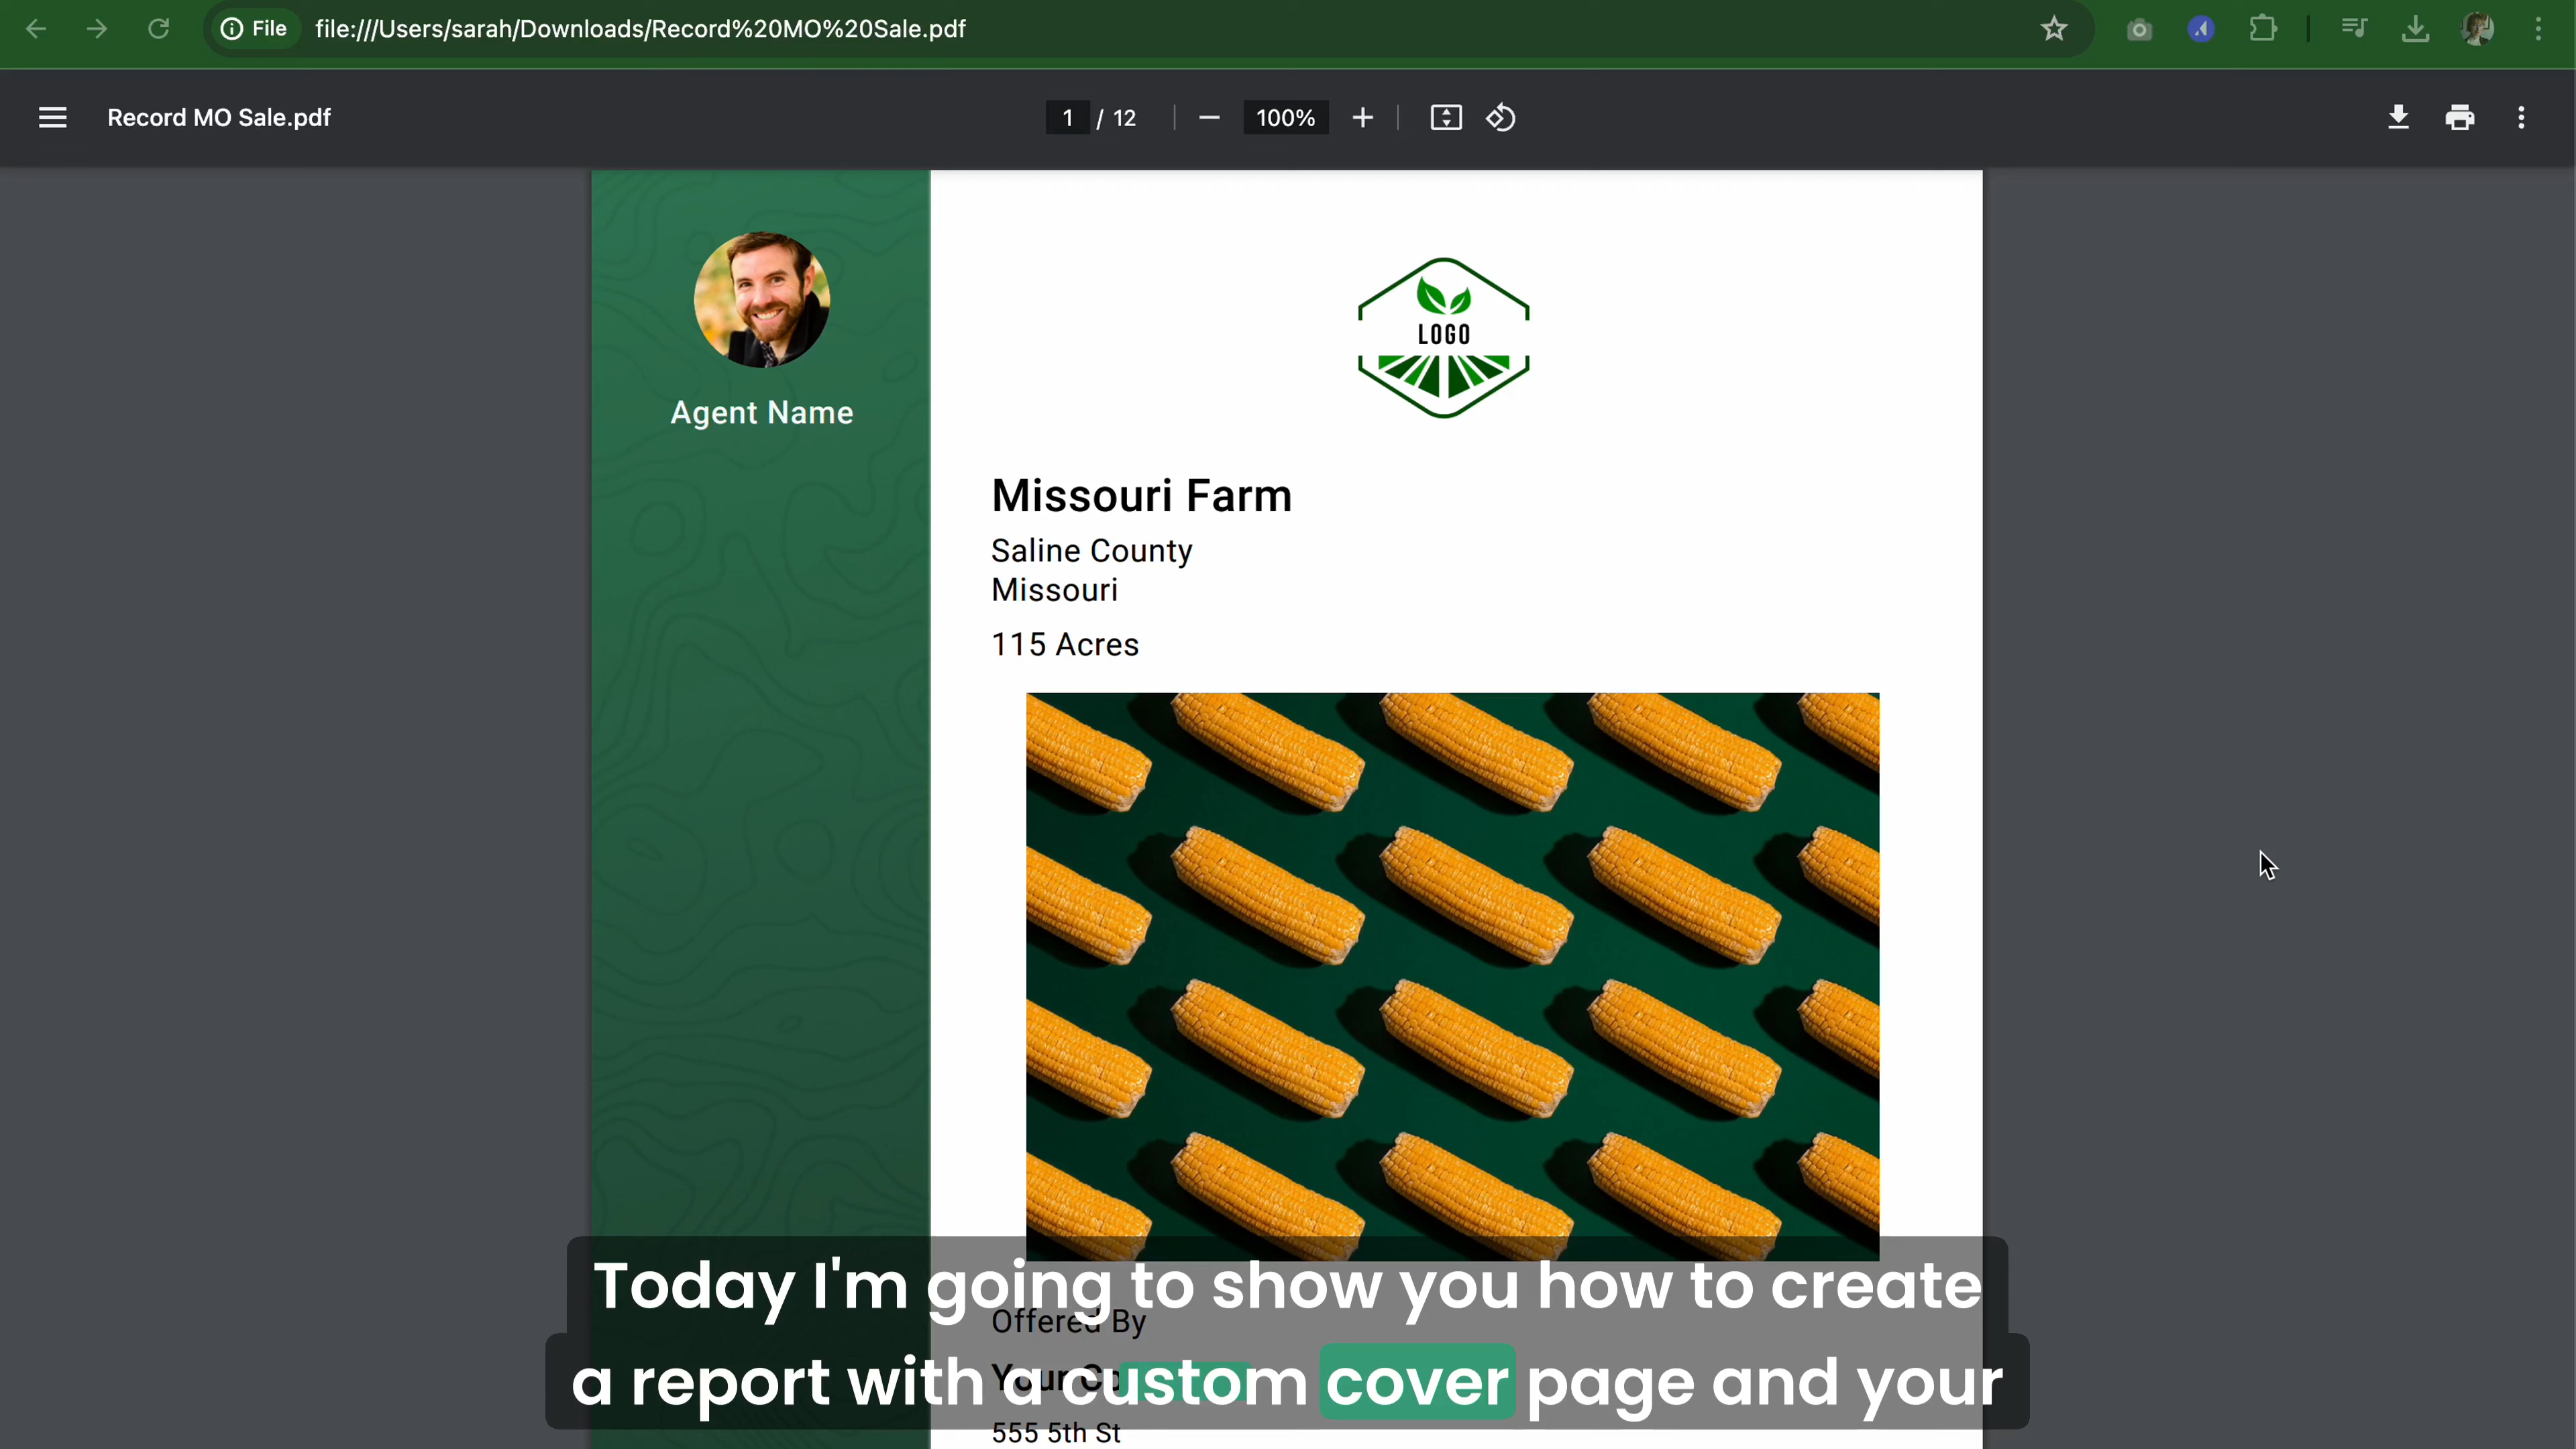 File
file:///Users/sarah/Downloads/Record%20MO%20Sale.pdf
Record MO Sale.pdf
1 / 12
100%
Agent Name
LOGO
Missouri Farm
Saline County
Missouri
115 Acres
Offered By
Your
555 5th St
Today I'm going to show you how to create
a report with a custom cover page and your